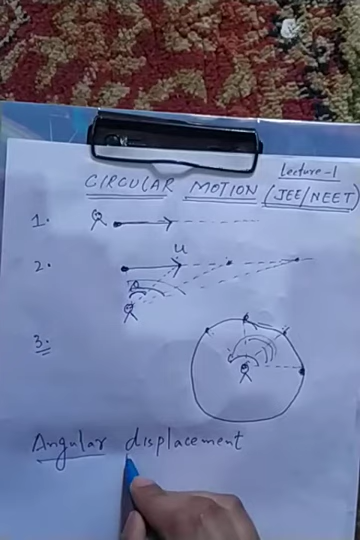 Lecture-1
CIRCULAR MOTION (JEE/NEET)
1.
2.
u
3.
Angular displacement